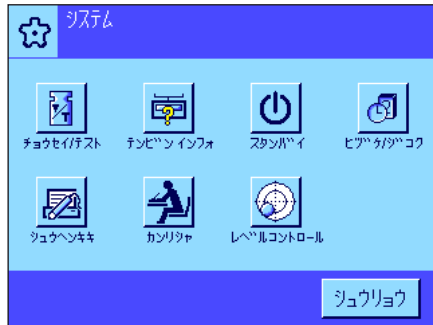 システム
チョウセイ/テスト
テンビン インフォ
スタンバイ
ヒヅケ/ジコク
シュウヘンキキ
カンリシャ
レベルコントロール
シュウリョウ